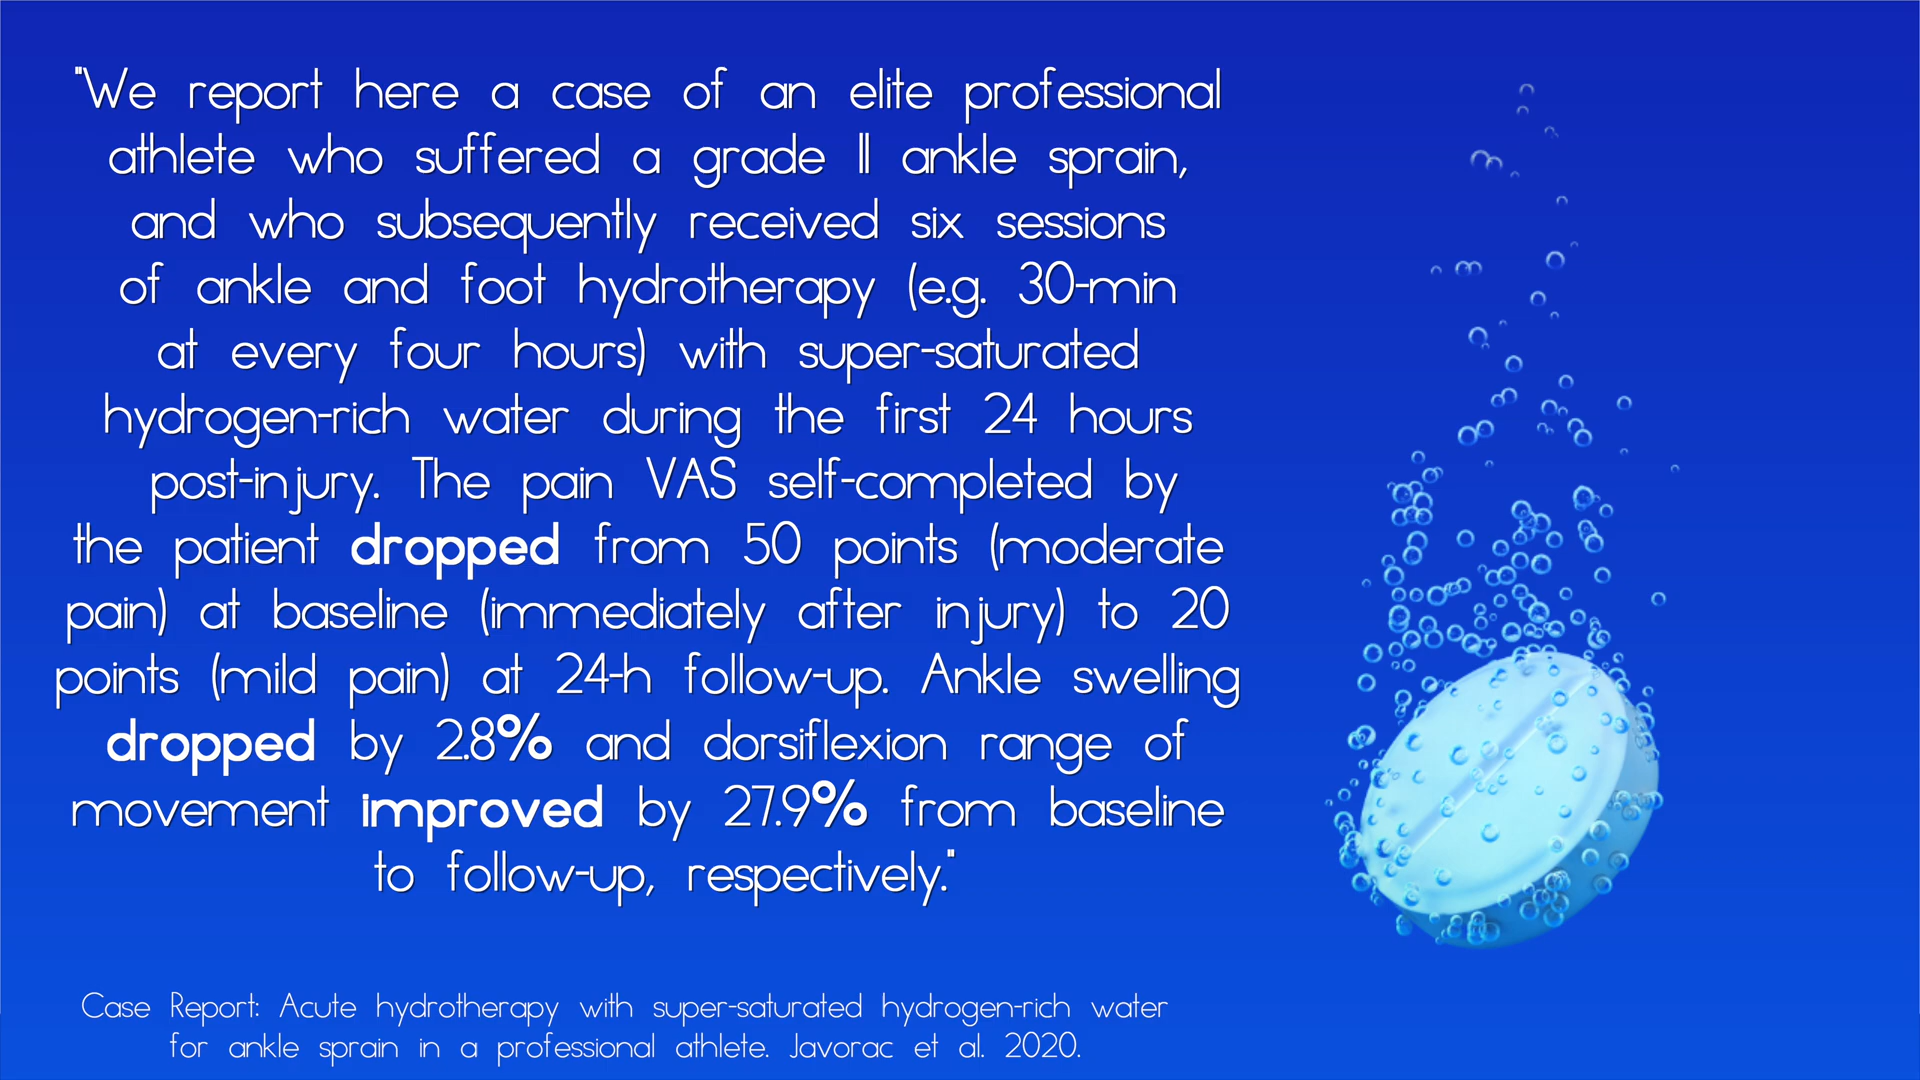 "We report here a case of an elite professional
athlete who suffered a grade II ankle sprain,
and who subsequently received six sessions
of ankle and foot hydrotherapy (e.g. 30-min
at every four hours) with super-saturated
hydrogen-rich water during the first 24 hours
post-injury. The pain VAS self-completed by
the patient dropped from 50 points (moderate
pain) at baseline (immediately after injury) to 20
points (mild pain) at 24-h follow-up. Ankle swelling
dropped by 2.8% and dorsiflexion range of
movement improved by 27.9% from baseline
to follow-up, respectively."
Case Report: Acute hydrotherapy with super-saturated hydrogen-rich water
for ankle sprain in a professional athlete. Javorac et al. 2020.